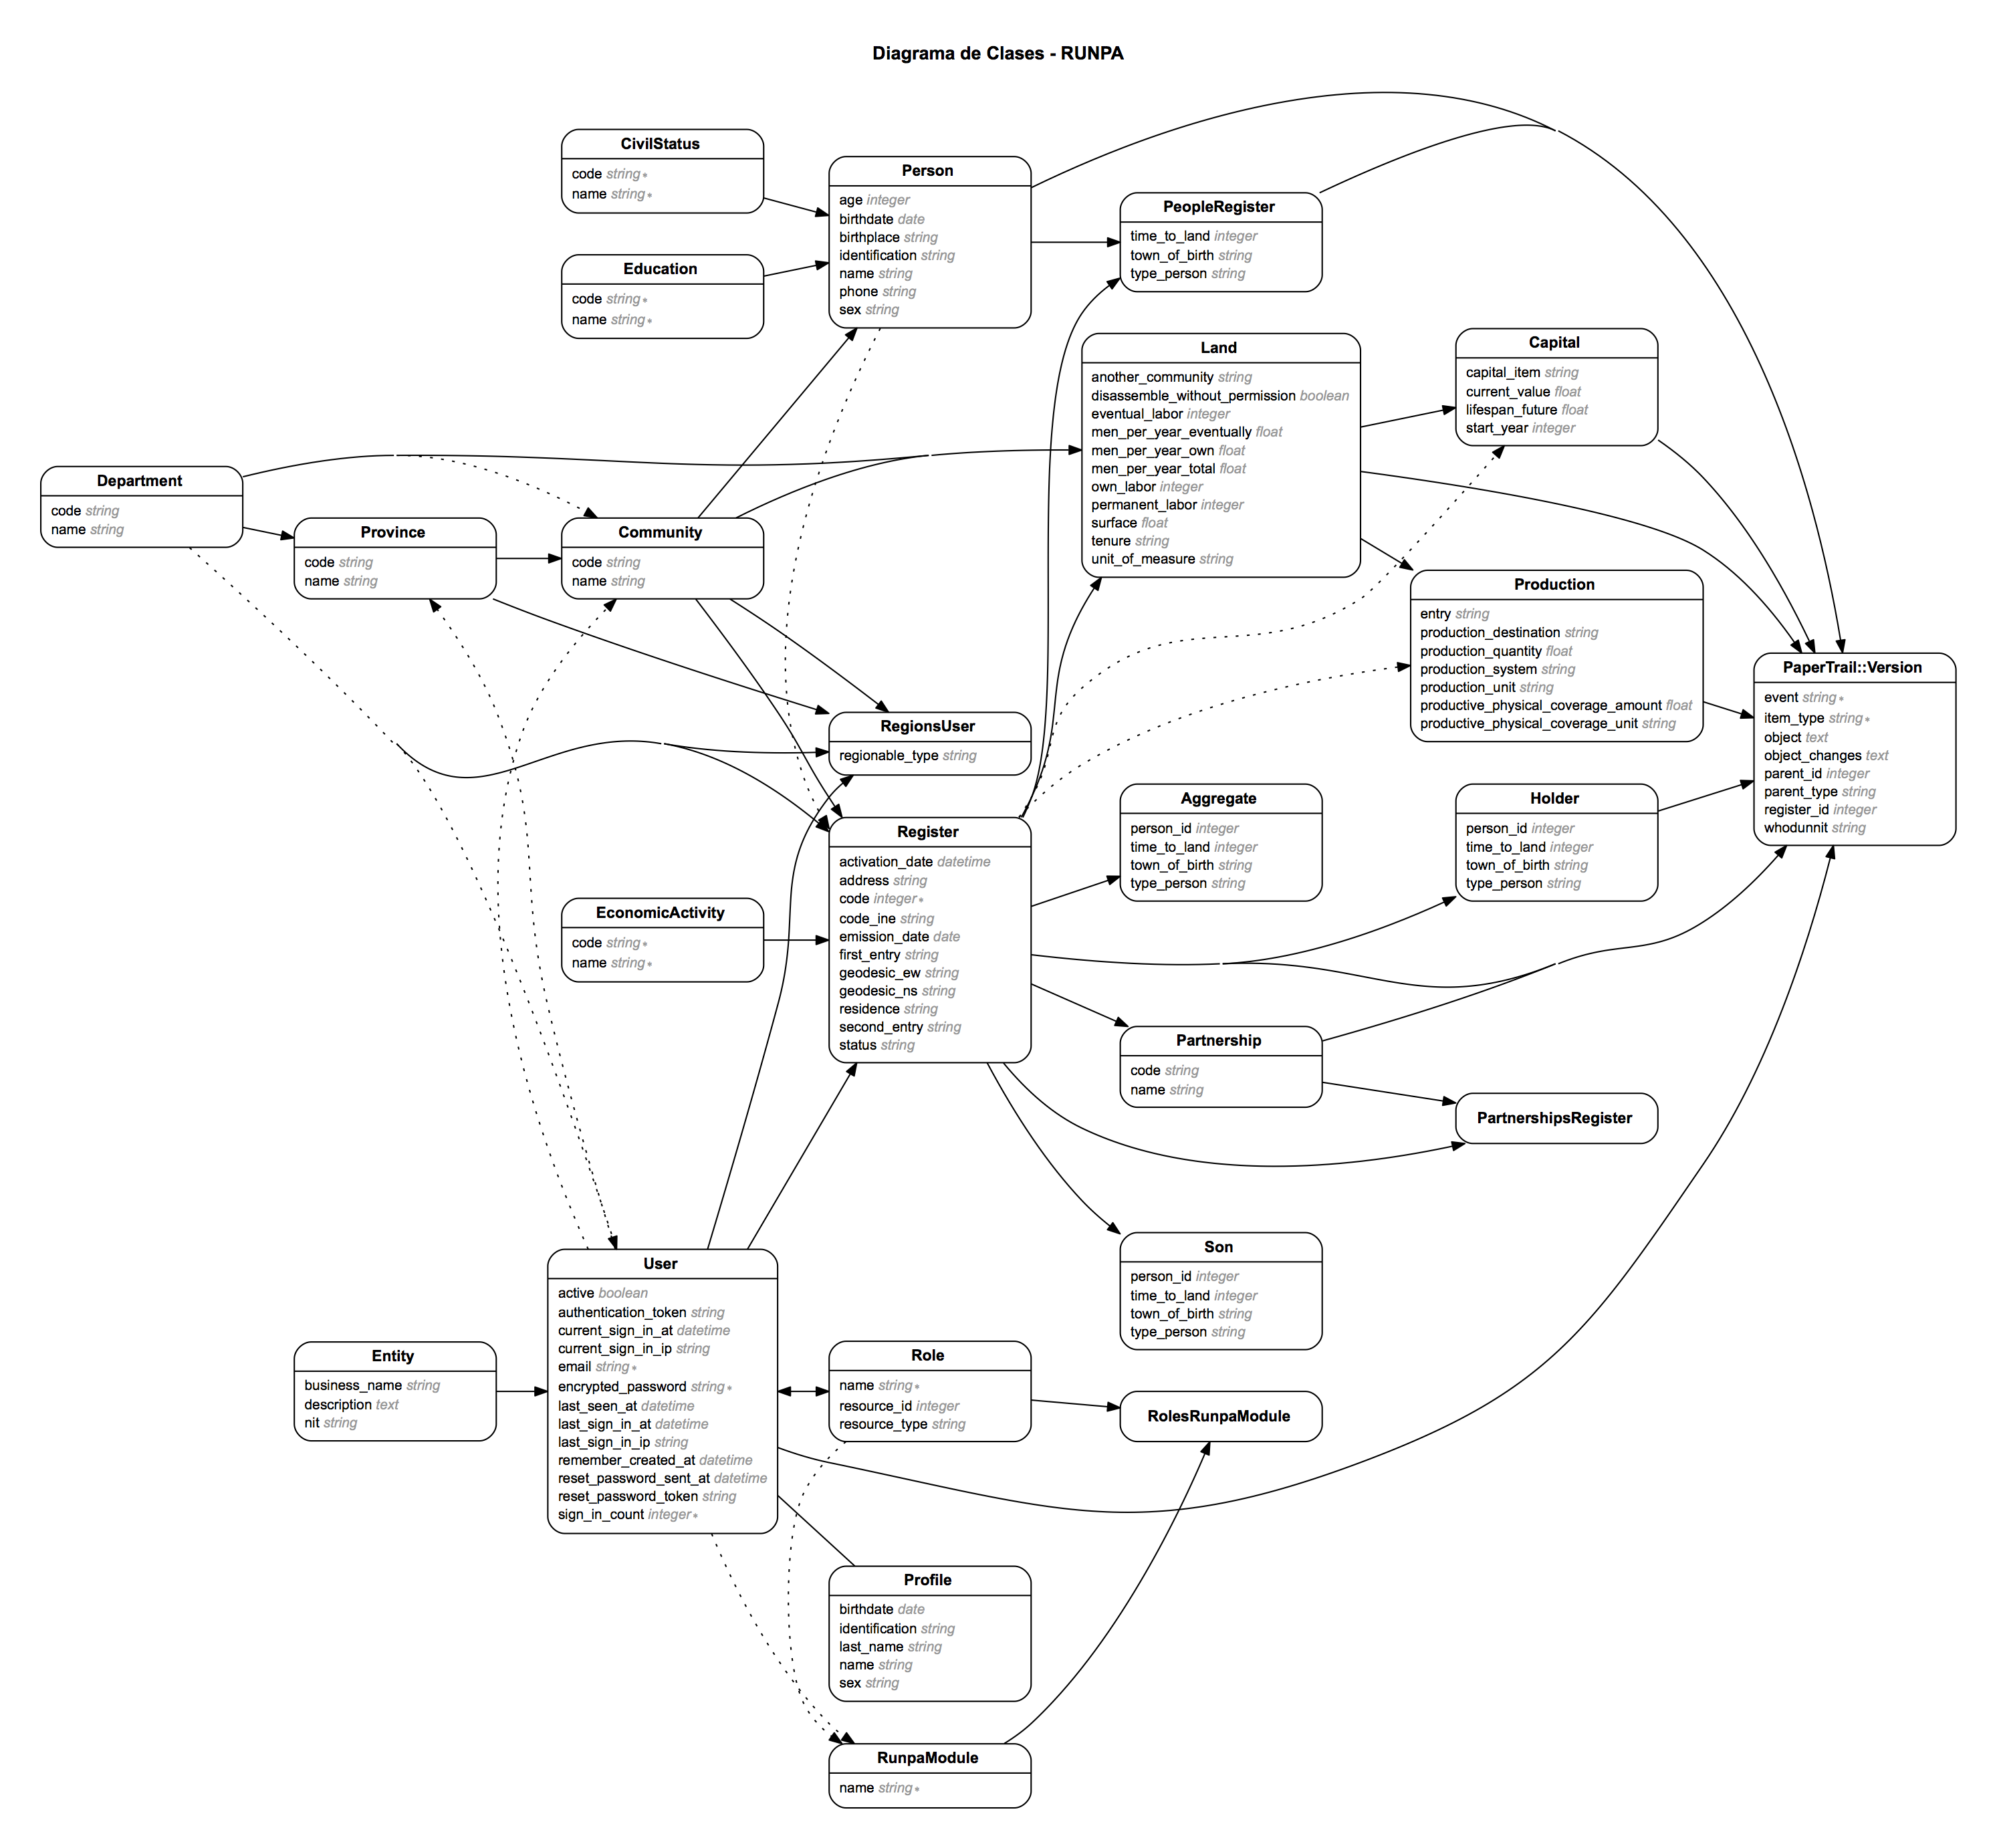 Diagrama de Clases - RUNPA
CivilStatus
code string*
name string*
Education
code string*
name string*
Person
age integer
birthdate date
birthplace string
identification string
name string
phone string
sex string
PeopleRegister
time_to_land integer
town_of_birth string
type_person string
Land
another_community string
disassemble_without_permission boolean
eventual_labor integer
men_per_year_eventually float
men_per_year_own float
men_per_year_total float
own_labor integer
permanent_labor integer
surface float
tenure string
unit_of_measure string
Capital
capital_item string
current_value float
lifespan_future float
start_year integer
Department
code string
name string
Province
code string
name string
Community
code string
name string
Production
entry string
production_destination string
production_quantity float
production_system string
production_unit string
productive_physical_coverage_amount float
productive_physical_coverage_unit string
PaperTrail::Version
event string*
item_type string*
object text
object_changes text
parent_id integer
parent_type string
register_id integer
whodunnit string
RegionsUser
regionable_type string
Register
activation_date datetime
address string
code integer*
code_ine string
emission_date date
first_entry string
geodesic_ew string
geodesic_ns string
residence string
second_entry string
status string
Aggregate
person_id integer
time_to_land integer
town_of_birth string
type_person string
Holder
person_id integer
time_to_land integer
town_of_birth string
type_person string
EconomicActivity
code string*
name string*
Partnership
code string
name string
PartnershipsRegister
Son
person_id integer
time_to_land integer
town_of_birth string
type_person string
User
active boolean
authentication_token string
current_sign_in_at datetime
current_sign_in_ip string
email string*
encrypted_password string*
last_seen_at datetime
last_sign_in_at datetime
last_sign_in_ip string
remember_created_at datetime
reset_password_sent_at datetime
reset_password_token string
sign_in_count integer*
Entity
business_name string
description text
nit string
Role
name string*
resource_id integer
resource_type string
RolesRunpaModule
Profile
birthdate date
identification string
last_name string
name string
sex string
RunpaModule
name string*